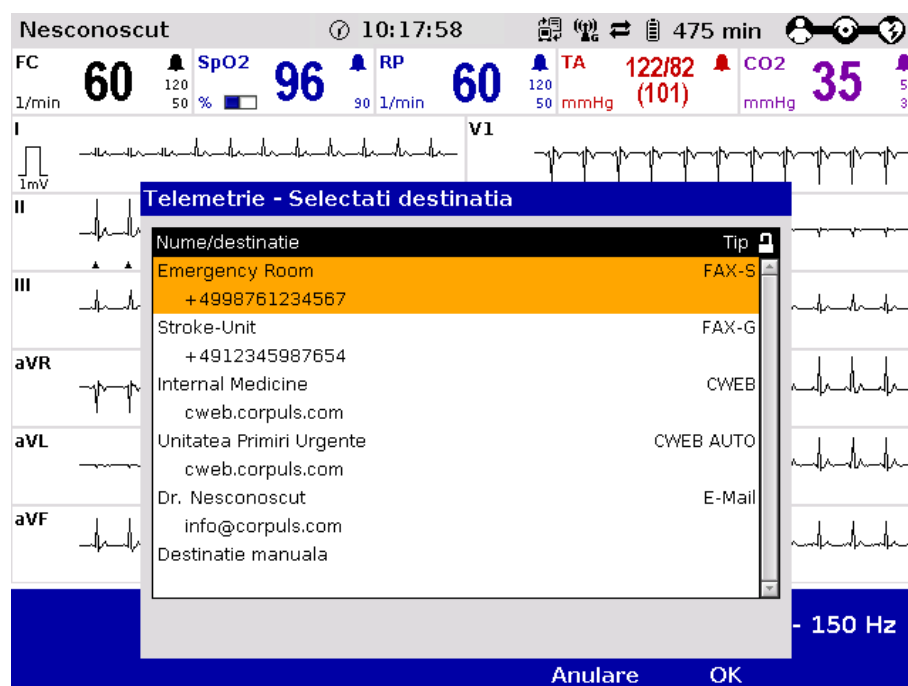 Nesconoscut 10:17:58 475 min
FC 60 1/min 120 50 SpO2 % 96 90 RP 1/min 60 120 50 TA mmHg 122/82 (101) CO2 mmHg 35 5 3
I V1
1mV
II
III
aVR
aVL
aVF
Telemetrie - Selectati destinatia
Nume/destinatie Tip
Emergency Room FAX-S
+4998761234567
Stroke-Unit FAX-G
+4912345987654
Internal Medicine CWEB
cweb.corpuls.com
Unitatea Primiri Urgente CWEB AUTO
cweb.corpuls.com
Dr. Nesconoscut E-Mail
info@corpuls.com
Destinatie manuala
- 150 Hz
Anulare OK